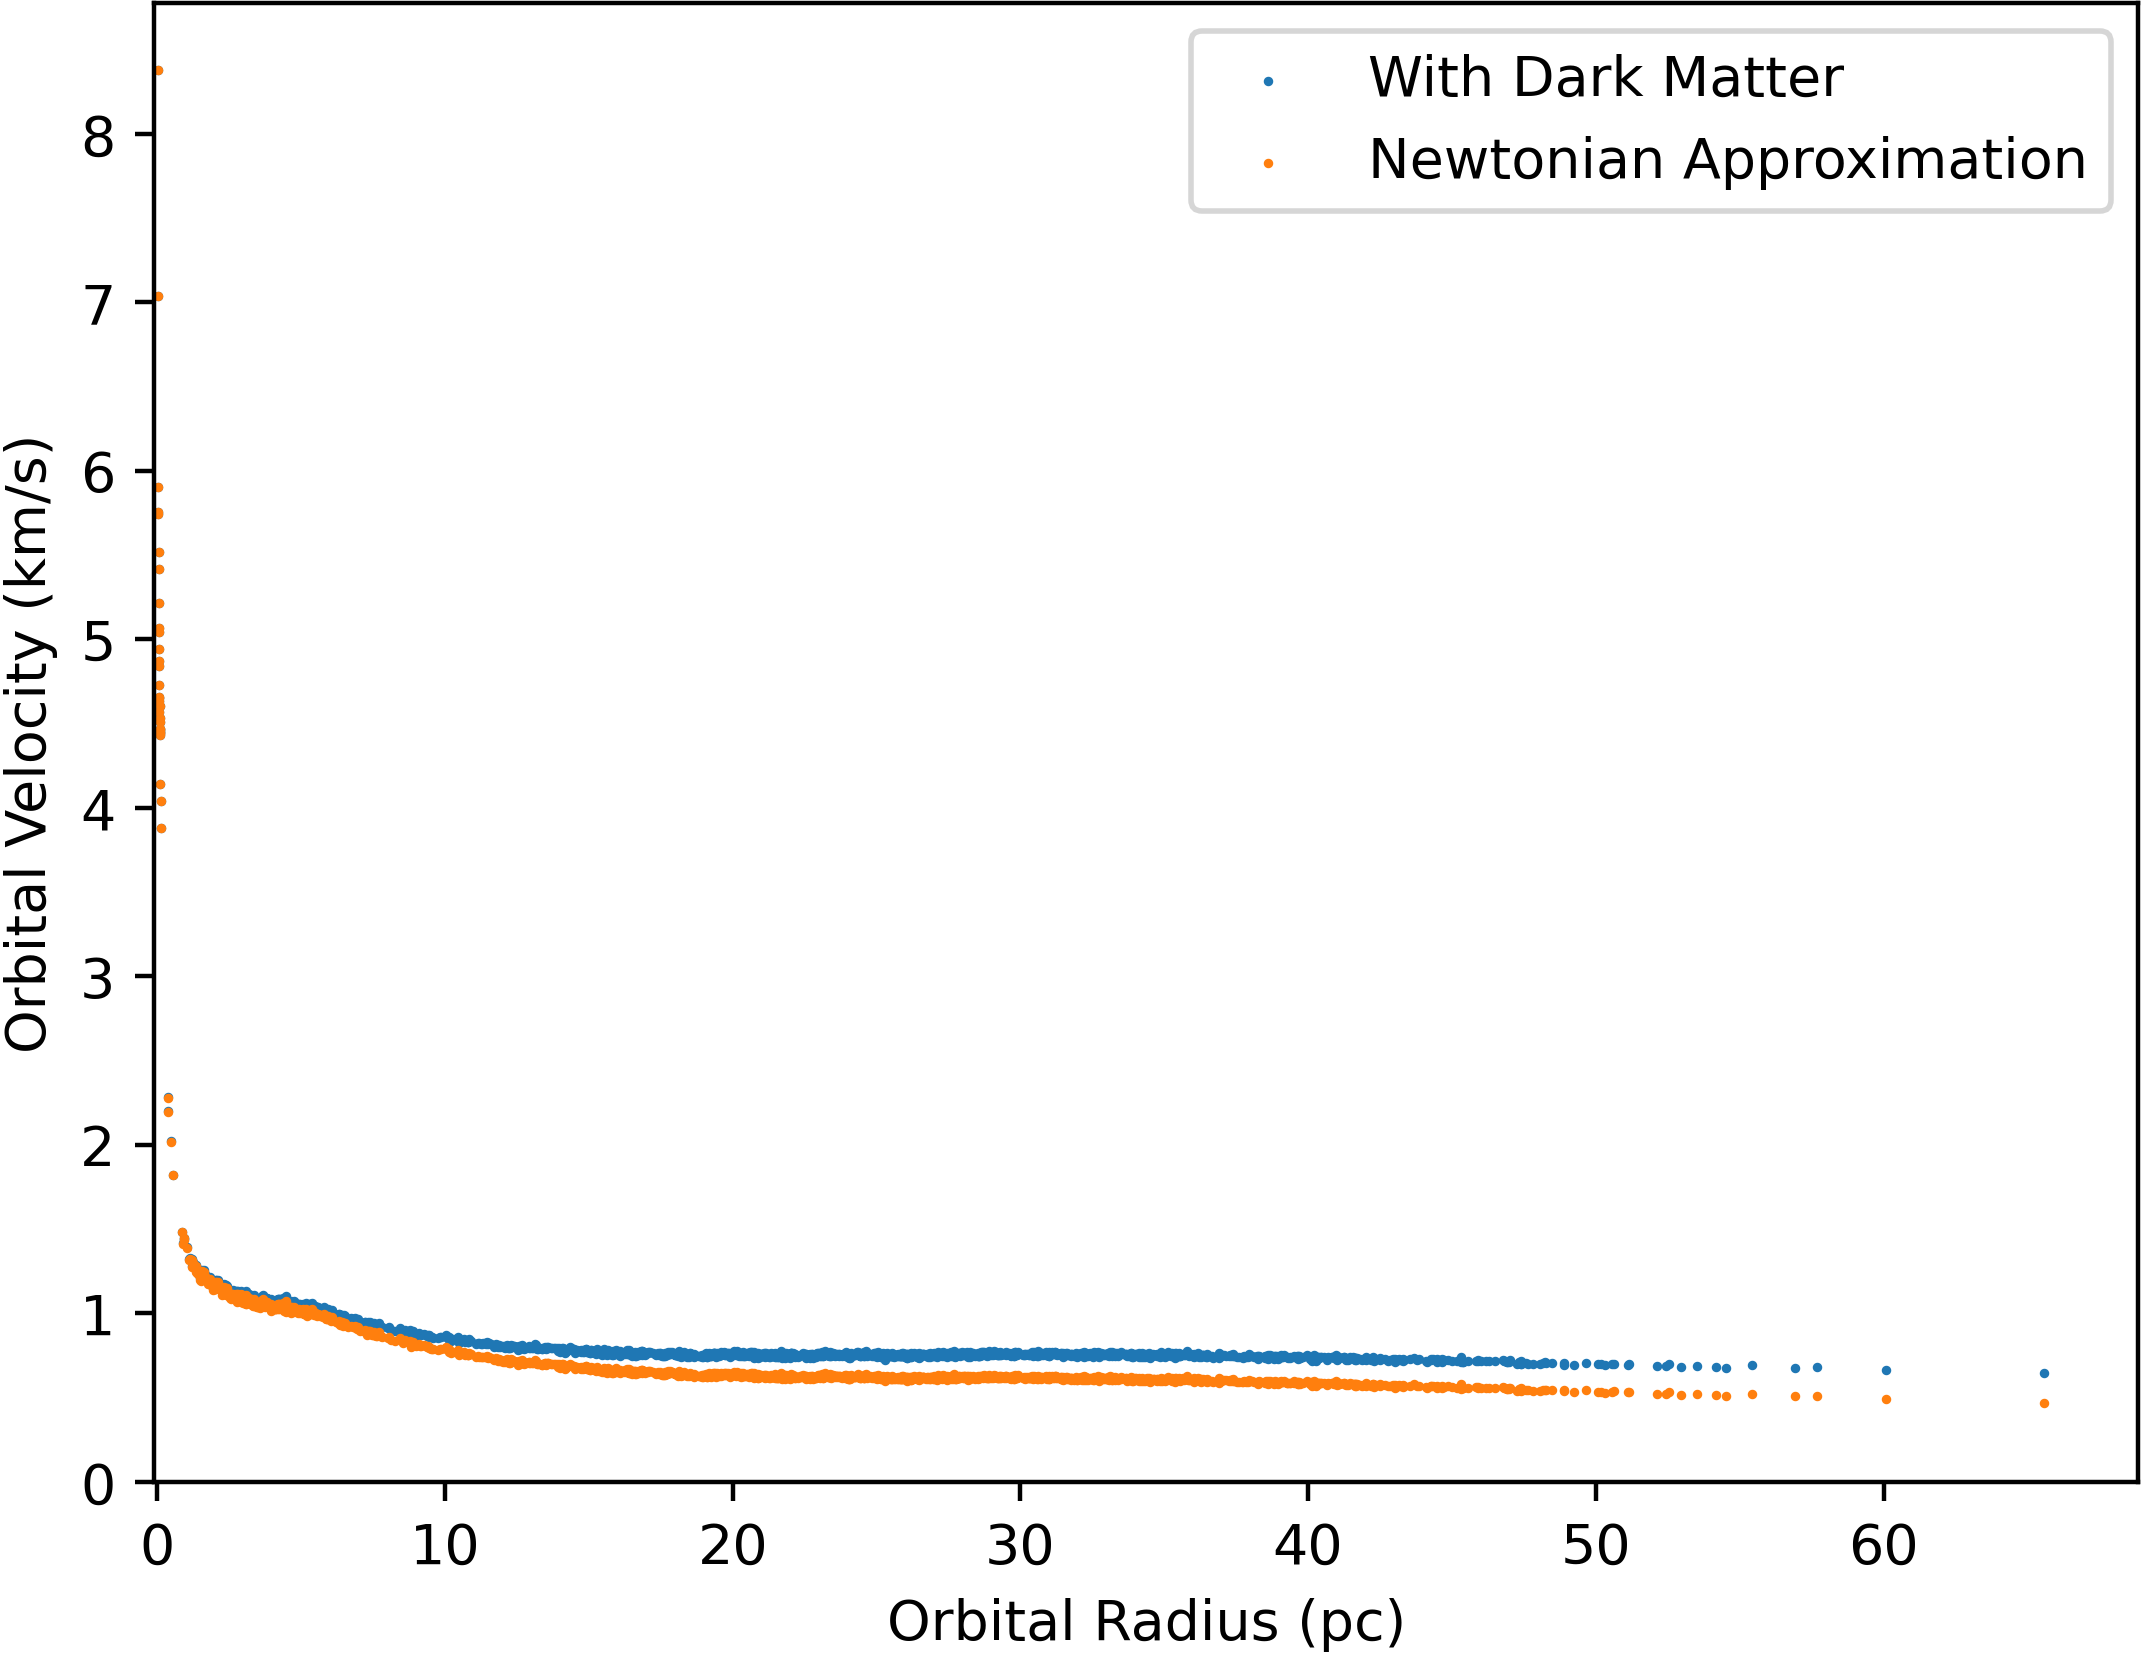 With Dark Matter
Newtonian Approximation
8
7
6
5
4
3
2
1
0
Orbital Velocity (km/s)
0 10 20 30 40 50 60
Orbital Radius (pc)